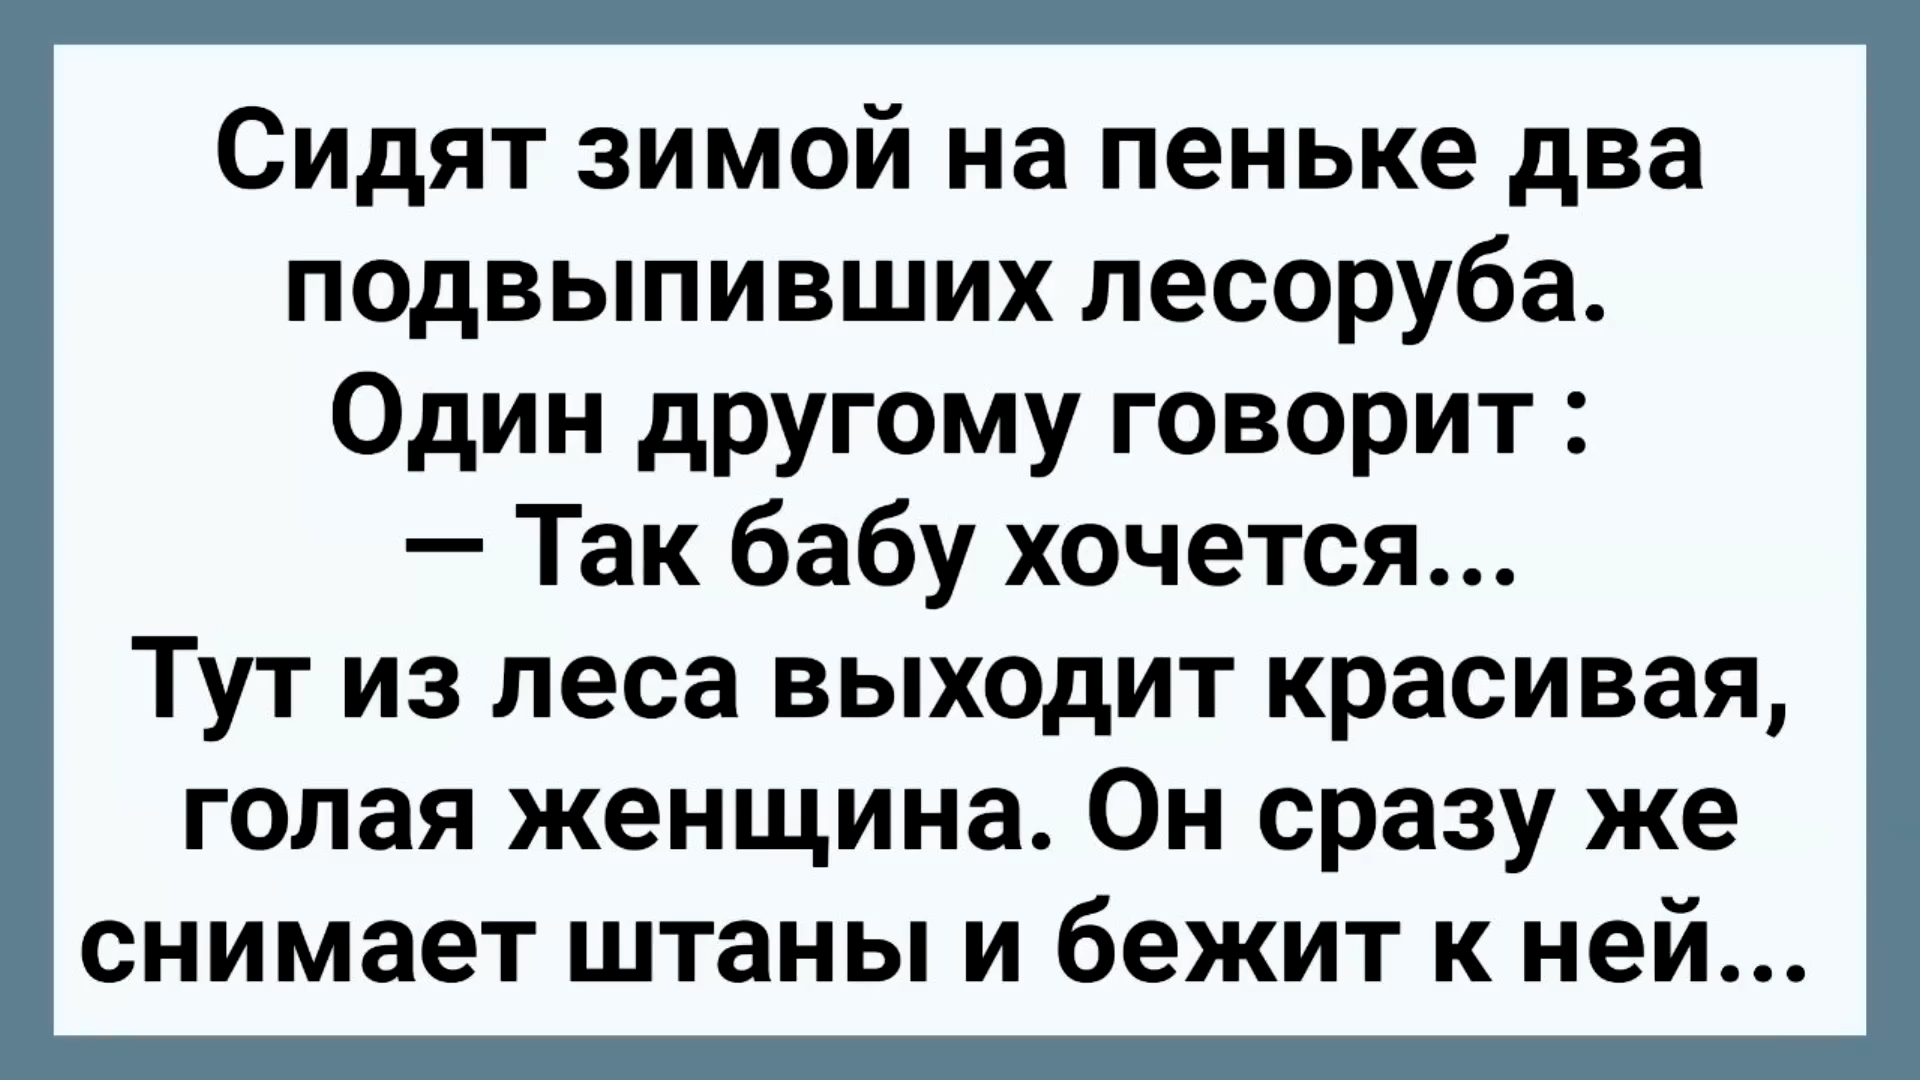 Сидят зимой на пеньке два
подвыпивших лесоруба.
Один другому говорит :
— Так бабу хочется...
Тут из леса выходит красивая,
голая женщина. Он сразу же
снимает штаны и бежит к ней...